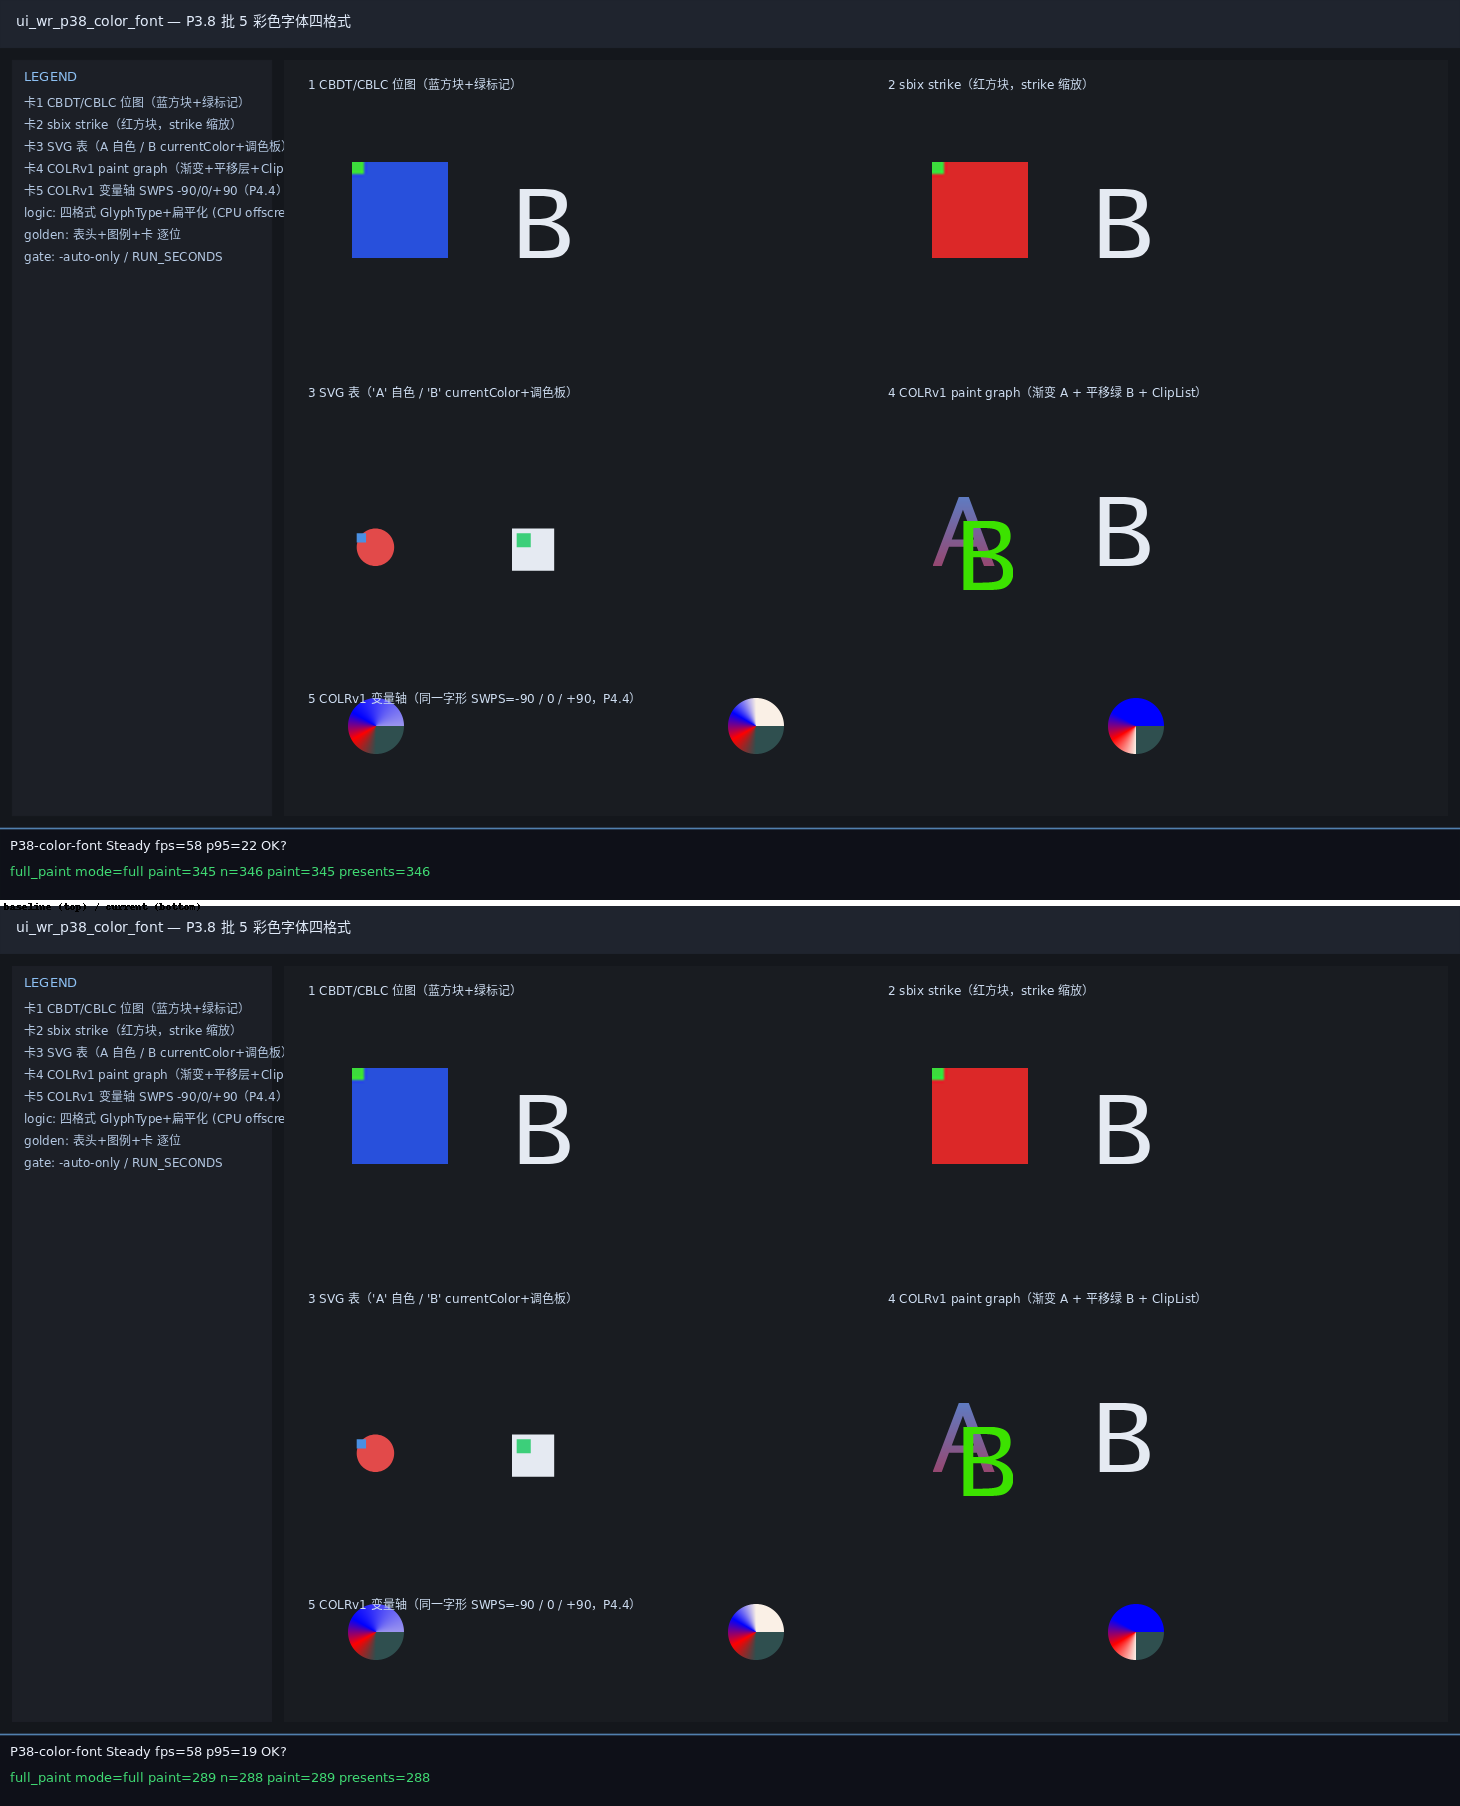 ui_wr_p38_color_font — P3.8 批 5 彩色字体四格式
LEGEND
卡1 CBDT/CBLC 位图（蓝方块+绿标记）
卡2 sbix strike（红方块，strike 缩放）
卡3 SVG 表（A 自色 / B currentColor+调色板）
卡4 COLRv1 paint graph（渐变+平移层+Clip
卡5 COLRv1 变量轴 SWPS -90/0/+90（P4.4）
logic: 四格式 GlyphType+扁平化 (CPU offscre
golden: 表头+图例+卡 逐位
gate: -auto-only / RUN_SECONDS
1 CBDT/CBLC 位图（蓝方块+绿标记）
B
2 sbix strike（红方块，strike 缩放）
B
3 SVG 表（'A' 自色 / 'B' currentColor+调色板）
4 COLRv1 paint graph（渐变 A + 平移绿 B + ClipList）
A B B
5 COLRv1 变量轴（同一字形 SWPS=-90 / 0 / +90，P4.4）
P38-color-font Steady fps=58 p95=22 OK?
full_paint mode=full paint=345 n=346 paint=345 presents=346
baseline (top) / current (bottom)
ui_wr_p38_color_font — P3.8 批 5 彩色字体四格式
LEGEND
卡1 CBDT/CBLC 位图（蓝方块+绿标记）
卡2 sbix strike（红方块，strike 缩放）
卡3 SVG 表（A 自色 / B currentColor+调色板）
卡4 COLRv1 paint graph（渐变+平移层+Clip
卡5 COLRv1 变量轴 SWPS -90/0/+90（P4.4）
logic: 四格式 GlyphType+扁平化 (CPU offscre
golden: 表头+图例+卡 逐位
gate: -auto-only / RUN_SECONDS
1 CBDT/CBLC 位图（蓝方块+绿标记）
B
2 sbix strike（红方块，strike 缩放）
B
3 SVG 表（'A' 自色 / 'B' currentColor+调色板）
4 COLRv1 paint graph（渐变 A + 平移绿 B + ClipList）
A B B
5 COLRv1 变量轴（同一字形 SWPS=-90 / 0 / +90，P4.4）
P38-color-font Steady fps=58 p95=19 OK?
full_paint mode=full paint=289 n=288 paint=289 presents=288